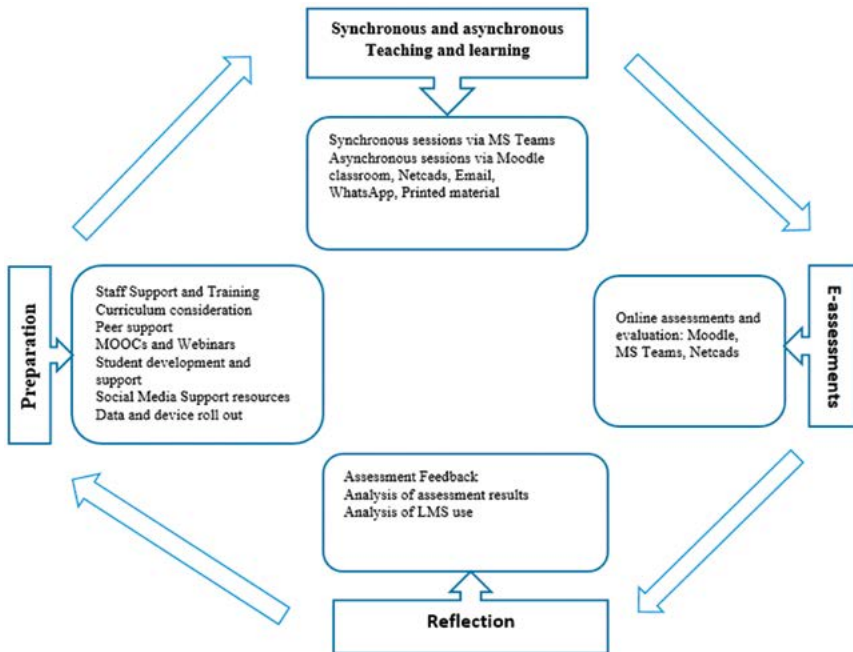 Synchronous and asynchronous
Teaching and learning
Synchronous sessions via MS Teams
Asynchronous sessions via Moodle
classroom, Netcads, Email,
WhatsApp, Printed material
Preparation
Staff Support and Training
Curriculum consideration
Peer support
MOOCs and Webinars
Student development and
support
Social Media Support resources
Data and device roll out
Online assessments and
evaluation: Moodle,
MS Teams, Netcads
E-assessments
Assessment Feedback
Analysis of assessment results
Analysis of LMS use
Reflection